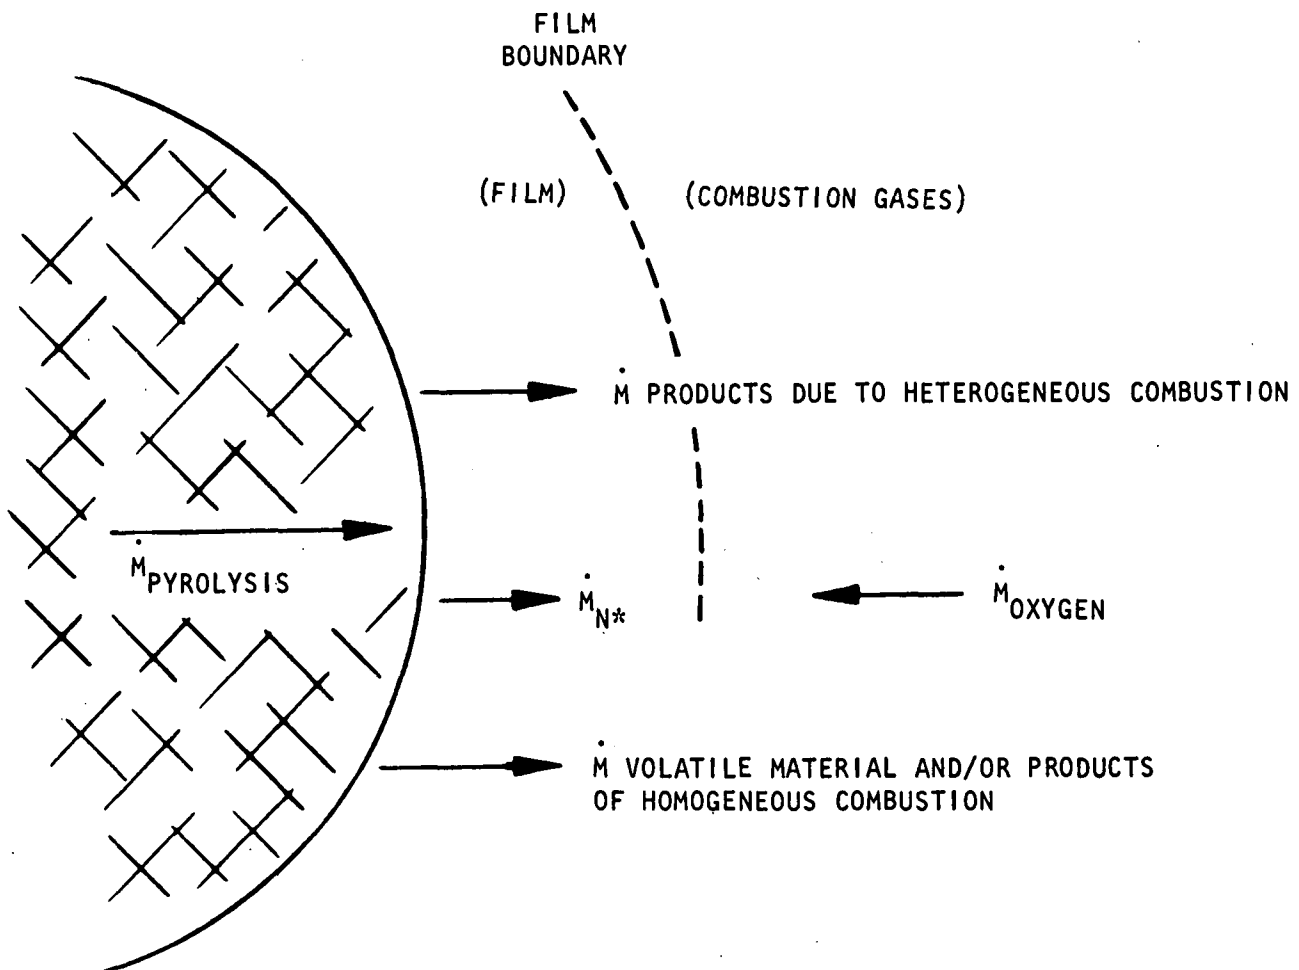 FILM
BOUNDARY
(FILM)
(COMBUSTION GASES)
Ṁ PRODUCTS DUE TO HETEROGENEOUS COMBUSTION
ṀPYROLYSIS
ṀN*
ṀOXYGEN
Ṁ VOLATILE MATERIAL AND/OR PRODUCTS
OF HOMOGENEOUS COMBUSTION